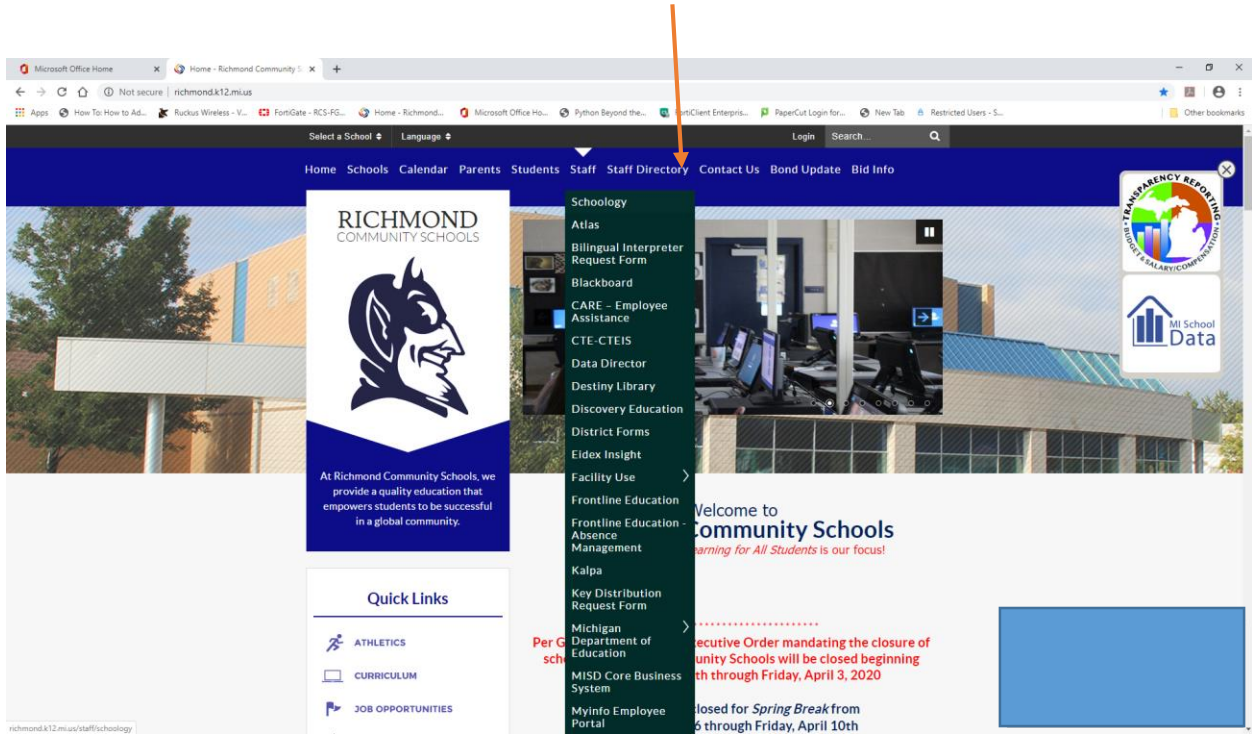 Microsoft Office Home
Home - Richmond Community S
Not secure | richmond.k12.mi.us
Apps
How To: How to Ad...
Ruckus Wireless - V...
FortiGate - RCS-FG...
Home - Richmond...
Microsoft Office Ho...
Python Beyond the...
FortiClient Enterpris...
PaperCut Login for...
New Tab
Restricted Users - S...
Other bookmarks
Select a School
Language
Login
Search...
Home Schools Calendar Parents Students Staff Staff Directory Contact Us Bond Update Bid Info
RICHMOND
COMMUNITY SCHOOLS
At Richmond Community Schools, we
provide a quality education that
empowers students to be successful
in a global community.
Quick Links
ATHLETICS
CURRICULUM
JOB OPPORTUNITIES
Schoology
Atlas
Bilingual Interpreter
Request Form
Blackboard
CARE – Employee
Assistance
CTE-CTEIS
Data Director
Destiny Library
Discovery Education
District Forms
Eidex Insight
Facility Use
Frontline Education
Frontline Education -
Absence
Management
Kalpa
Key Distribution
Request Form
Michigan
Department of
Education
MISD Core Business
System
Myinfo Employee
Portal
TRANSPARENCY REPORTING
BUDGET & SALARY/COMPENSATION
MI School
Data
Welcome to
Community Schools
earning for All Students is our focus!
Per G ecutive Order mandating the closure of
sch unity Schools will be closed beginning
th through Friday, April 3, 2020
losed for Spring Break from
6 through Friday, April 10th
richmond.k12.mi.us/staff/schoology